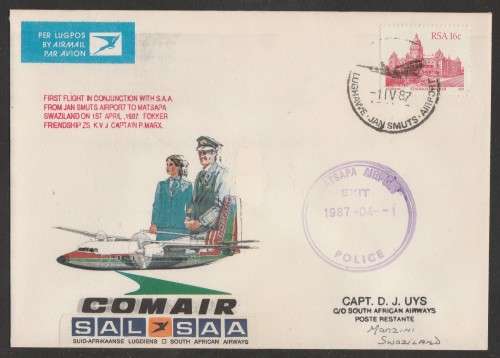 PER LUGPOS
BY AIRMAIL
PAR AVION
RSA 16c
-1 IV 87
LUGHAWE - JAN SMUTS - AIRPORT
FIRST FLIGHT IN CONJUNCTION WITH S.A.A.
FROM JAN SMUTS AIRPORT TO MATSAPA
SWAZILAND ON 1ST APRIL, 1987. FOKKER
FRIENDSHIP ZS K.V.J. CAPTAIN P. MARX.
MATSAPA AIRPORT
EXIT
1987-04--1
POLICE
COMAIR
SAL SAA
SUID-AFRIKAANSE LUGDIENS SOUTH AFRICAN AIRWAYS
CAPT. D. J. UYS
C/O SOUTH AFRICAN AIRWAYS
POSTE RESTANTE
MANZINI
SWAZILAND